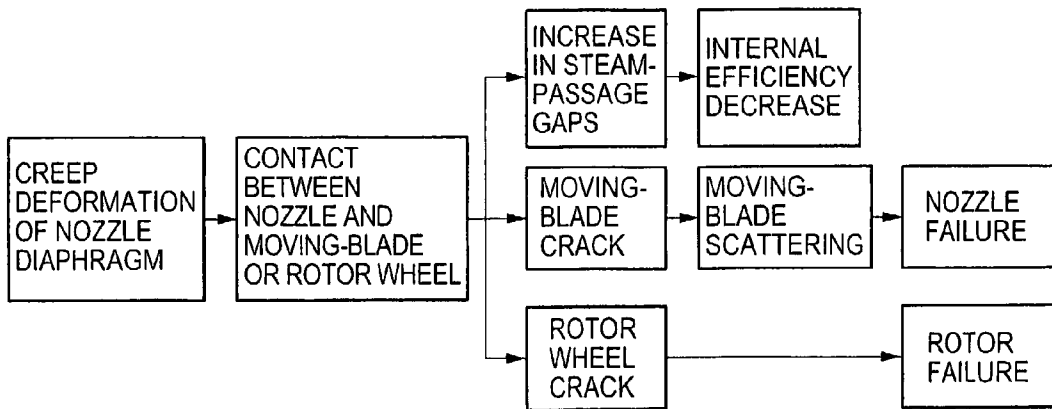 CREEP
DEFORMATION
OF NOZZLE
DIAPHRAGM
CONTACT
BETWEEN
NOZZLE AND
MOVING-BLADE
OR ROTOR WHEEL
INCREASE
IN STEAM-
PASSAGE
GAPS
INTERNAL
EFFICIENCY
DECREASE
MOVING-
BLADE
CRACK
MOVING-
BLADE
SCATTERING
NOZZLE
FAILURE
ROTOR
WHEEL
CRACK
ROTOR
FAILURE